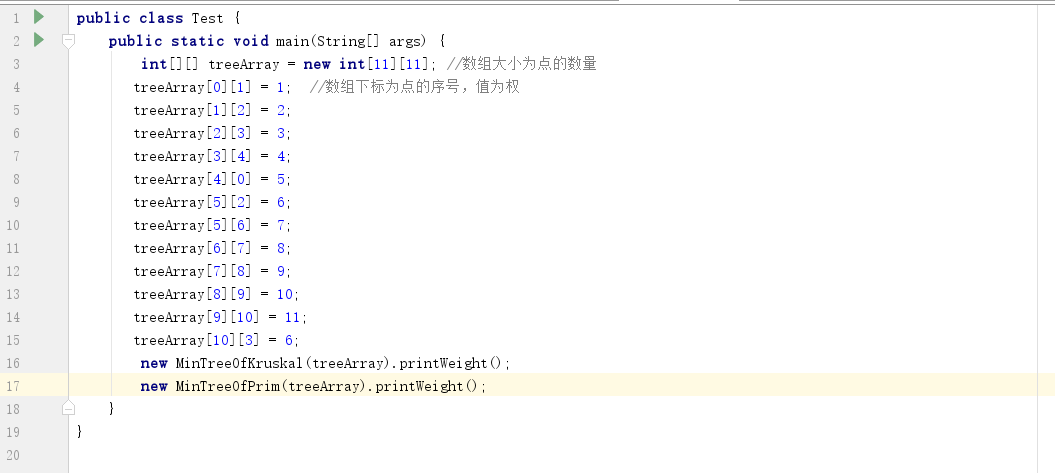 1 public class Test {
2 public static void main(String[] args) {
3 int[][] treeArray = new int[11][11]; //数组大小为点的数量
4 treeArray[0][1] = 1; //数组下标为点的序号，值为权
5 treeArray[1][2] = 2;
6 treeArray[2][3] = 3;
7 treeArray[3][4] = 4;
8 treeArray[4][0] = 5;
9 treeArray[5][2] = 6;
10 treeArray[5][6] = 7;
11 treeArray[6][7] = 8;
12 treeArray[7][8] = 9;
13 treeArray[8][9] = 10;
14 treeArray[9][10] = 11;
15 treeArray[10][3] = 6;
16 new MinTreeOfKruskal(treeArray).printWeight();
17 new MinTreeOfPrim(treeArray).printWeight();
18 }
19 }
20